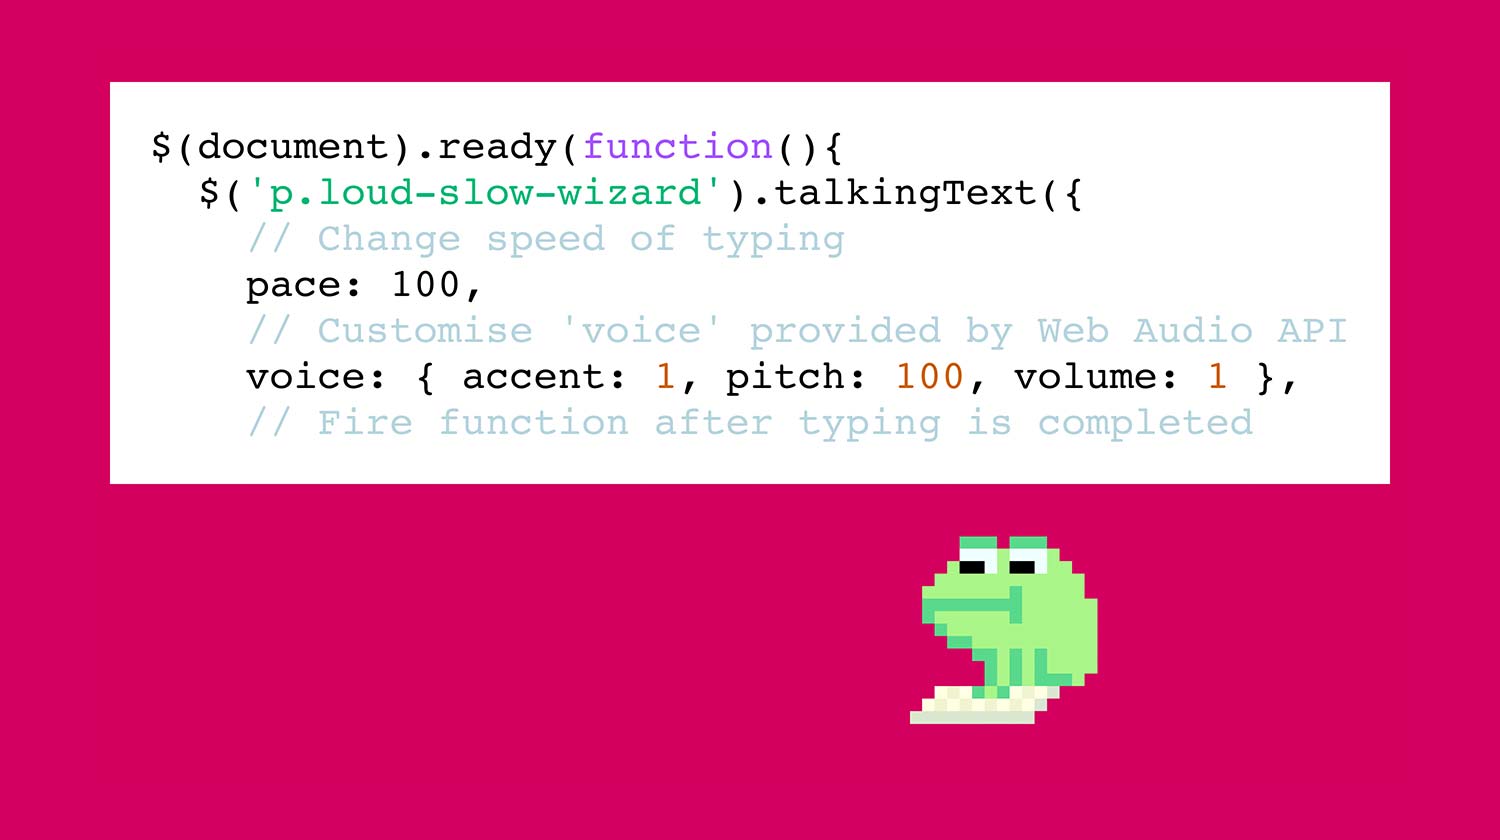 $(document).ready(function(){
  $('p.loud-slow-wizard').talkingText({
    // Change speed of typing
    pace: 100,
    // Customise 'voice' provided by Web Audio API
    voice: { accent: 1, pitch: 100, volume: 1 },
    // Fire function after typing is completed